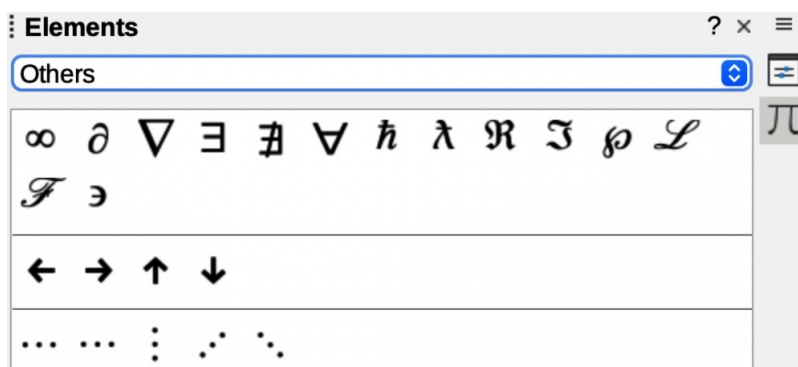 Elements ? ×
Others
∞ ∂ ∇ ∃ ∄ ∀ ℏ ƛ ℜ ℑ ℘ ℒ
ℱ ϶
← → ↑ ↓
… ⋯ ⋮ ⋰ ⋱
π